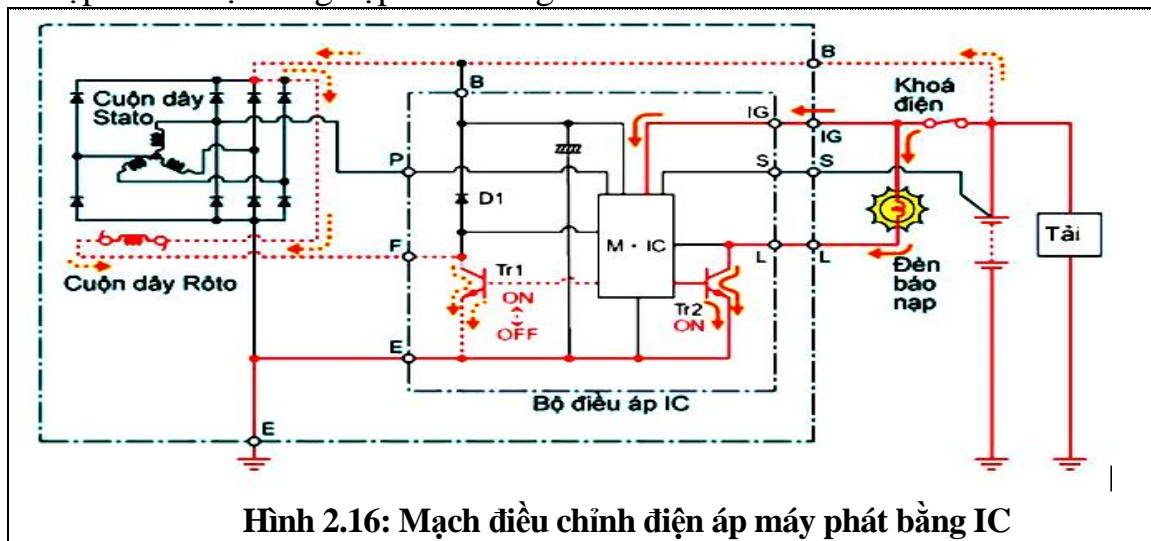 B
B
Khoá
điện
Cuộn dây
Stato
IG
IG
P
S
S
D1
M · IC
Tải
F
L
L
Cuộn dây Rôto
Tr1
ON
OFF
Tr2
ON
Đèn
báo
nạp
E
Bộ điều áp IC
E
Hình 2.16: Mạch điều chỉnh điện áp máy phát bằng IC